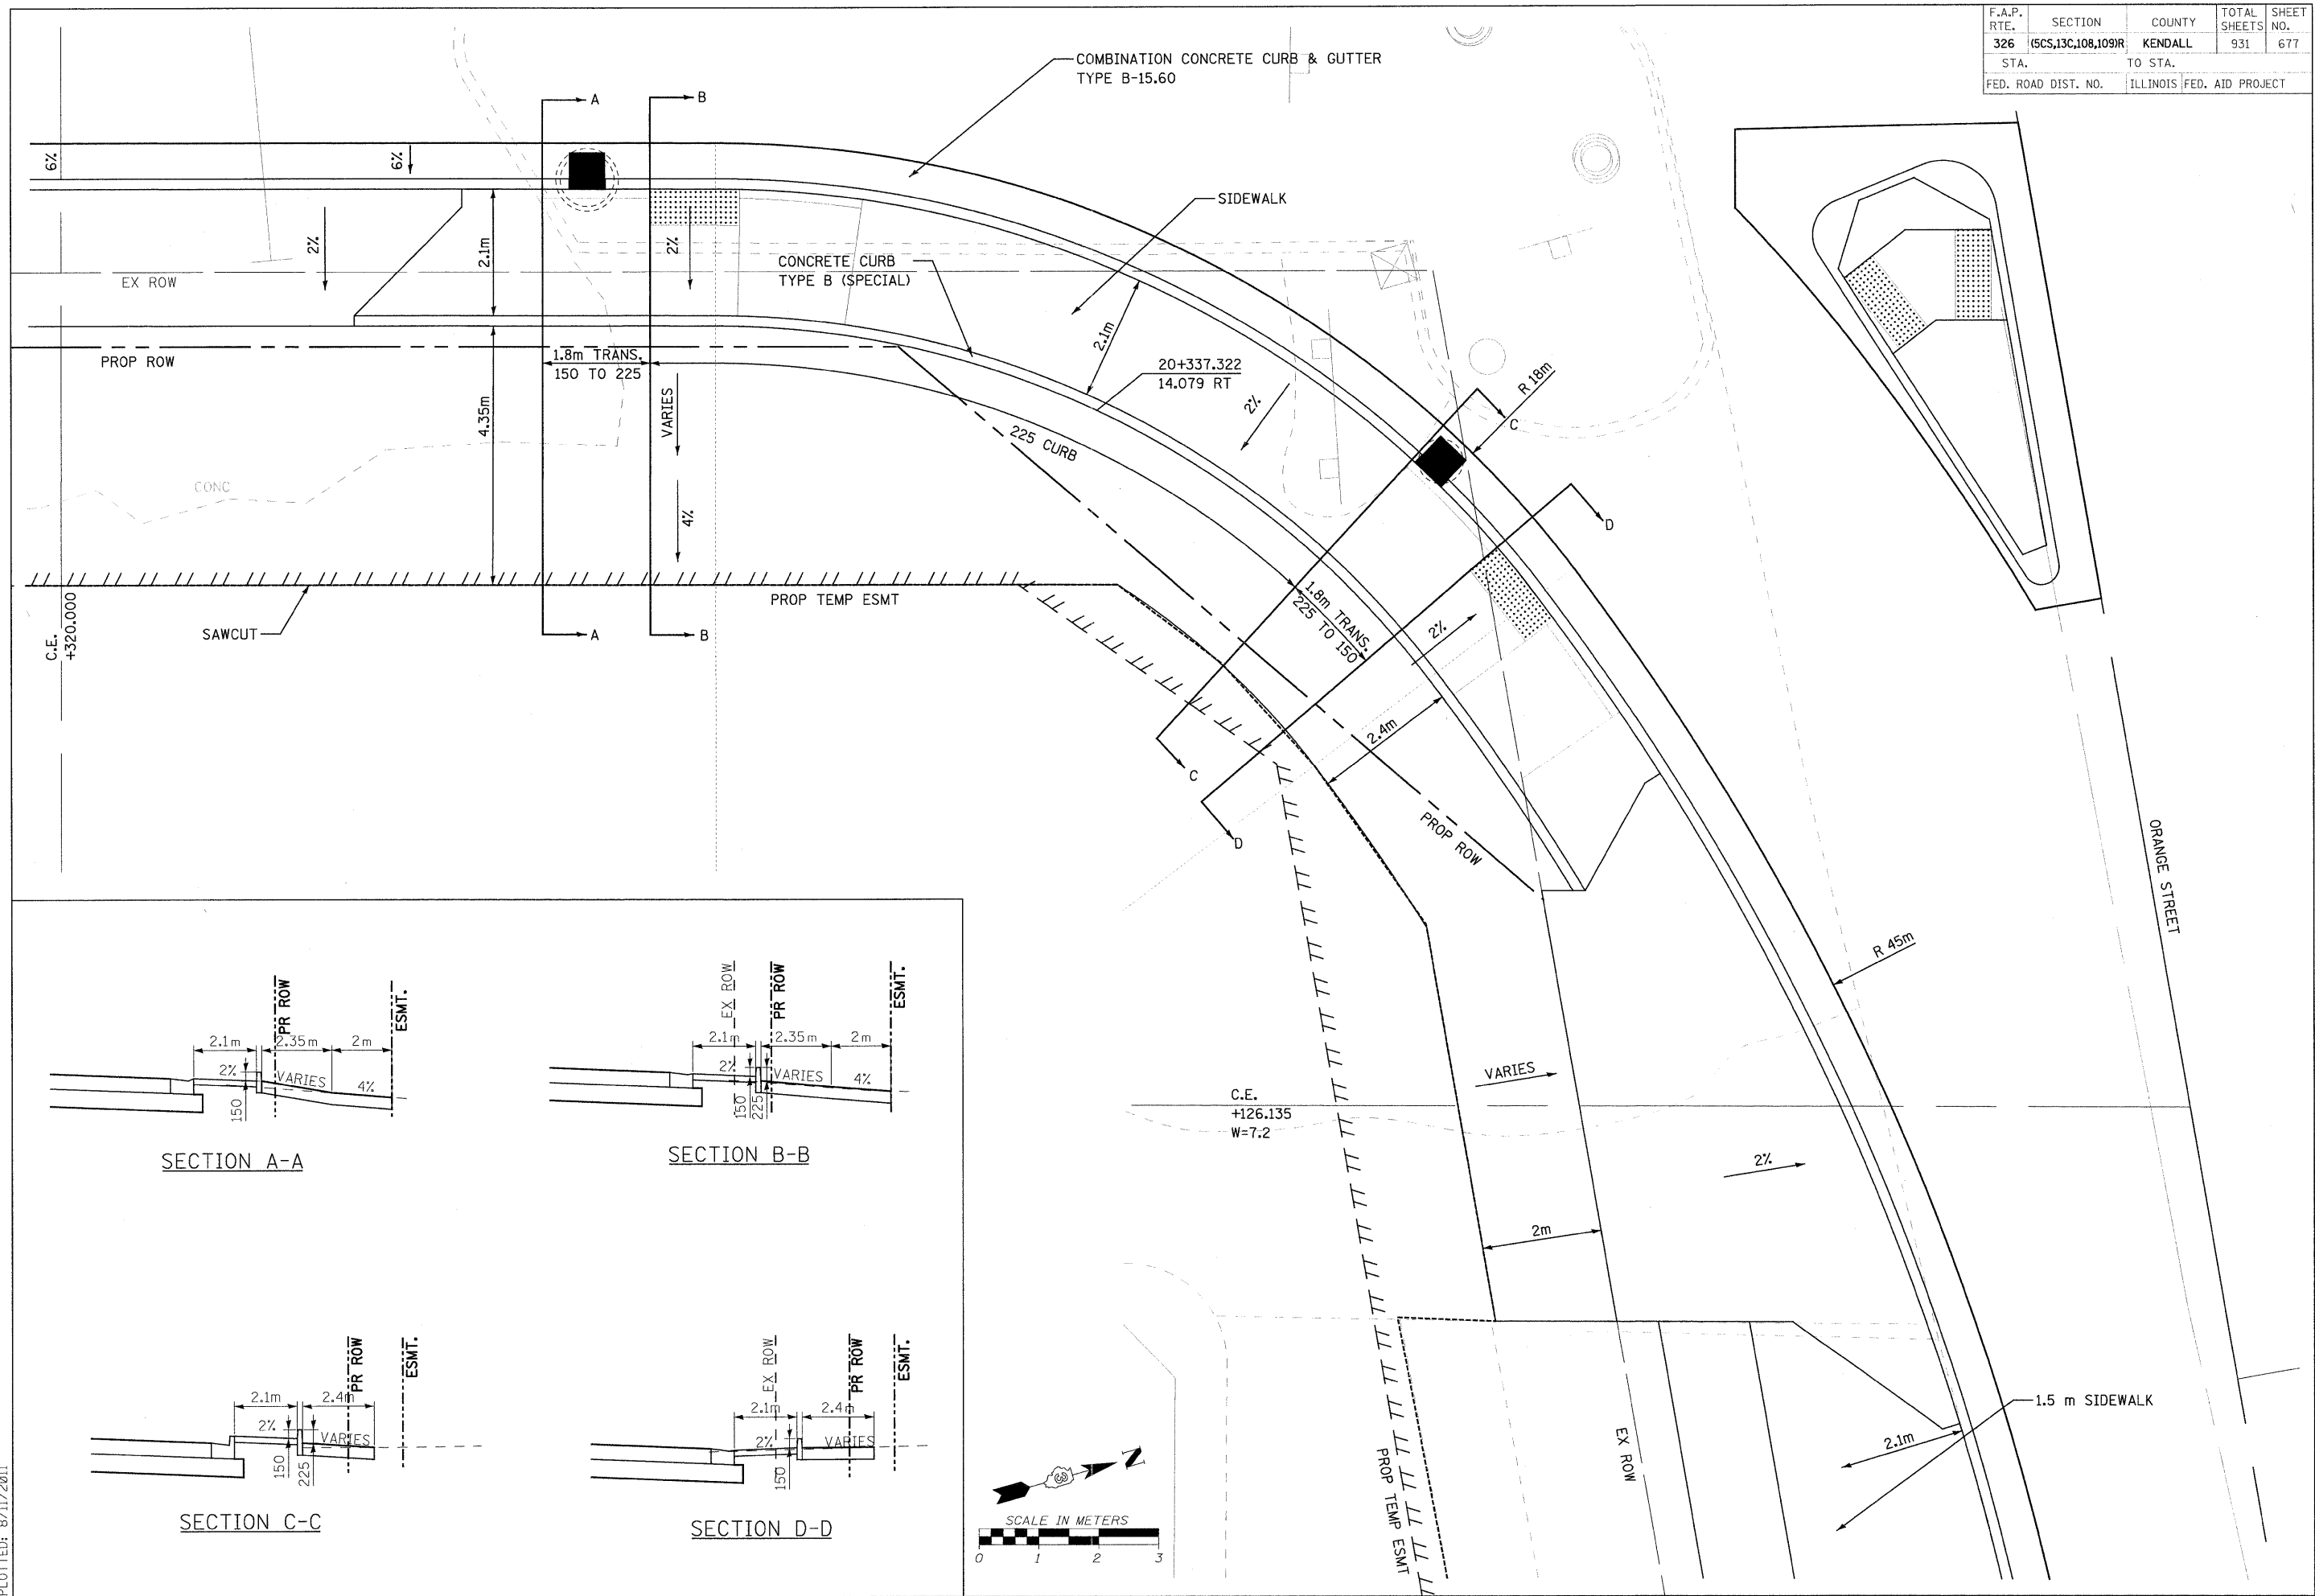 F.A.P. RTE. SECTION COUNTY TOTAL SHEETS SHEET NO.
326 (5CS,13C,108,109)R KENDALL 931 677
STA. TO STA.
FED. ROAD DIST. NO. ILLINOIS FED. AID PROJECT
COMBINATION CONCRETE CURB & GUTTER
TYPE B-15.60
A
B
6%
6%
SIDEWALK
2%
2.1m
2%
CONCRETE CURB
TYPE B (SPECIAL)
EX ROW
PROP ROW
1.8m TRANS.
150 TO 225
2.1m
20+337.322
14.079 RT
R 18m
2%
C
4.35m
VARIES
225 CURB
CONC
4%
D
C.E.
+320.000
SAWCUT
PROP TEMP ESMT
A
B
1.8m TRANS.
225 TO 150
2%
2.4m
C
D
PROP ROW
ORANGE STREET
R 45m
VARIES
C.E.
+126.135
W=7.2
2%
2m
1.5 m SIDEWALK
2.1m
EX ROW
PROP TEMP ESMT
PR ROW
ESMT.
2.1m
2.35m
2m
2%
VARIES
4%
150
SECTION A-A
EX ROW
PR ROW
ESMT.
2.1m
2.35m
2m
2%
VARIES
4%
150
225
SECTION B-B
PR ROW
ESMT.
2.1m
2.4m
2%
VARIES
150
225
SECTION C-C
EX ROW
PR ROW
ESMT.
2.1m
2.4m
2%
VARIES
150
SECTION D-D
N
3
SCALE IN METERS
0 1 2 3
PLOTTED: 8/11/2011